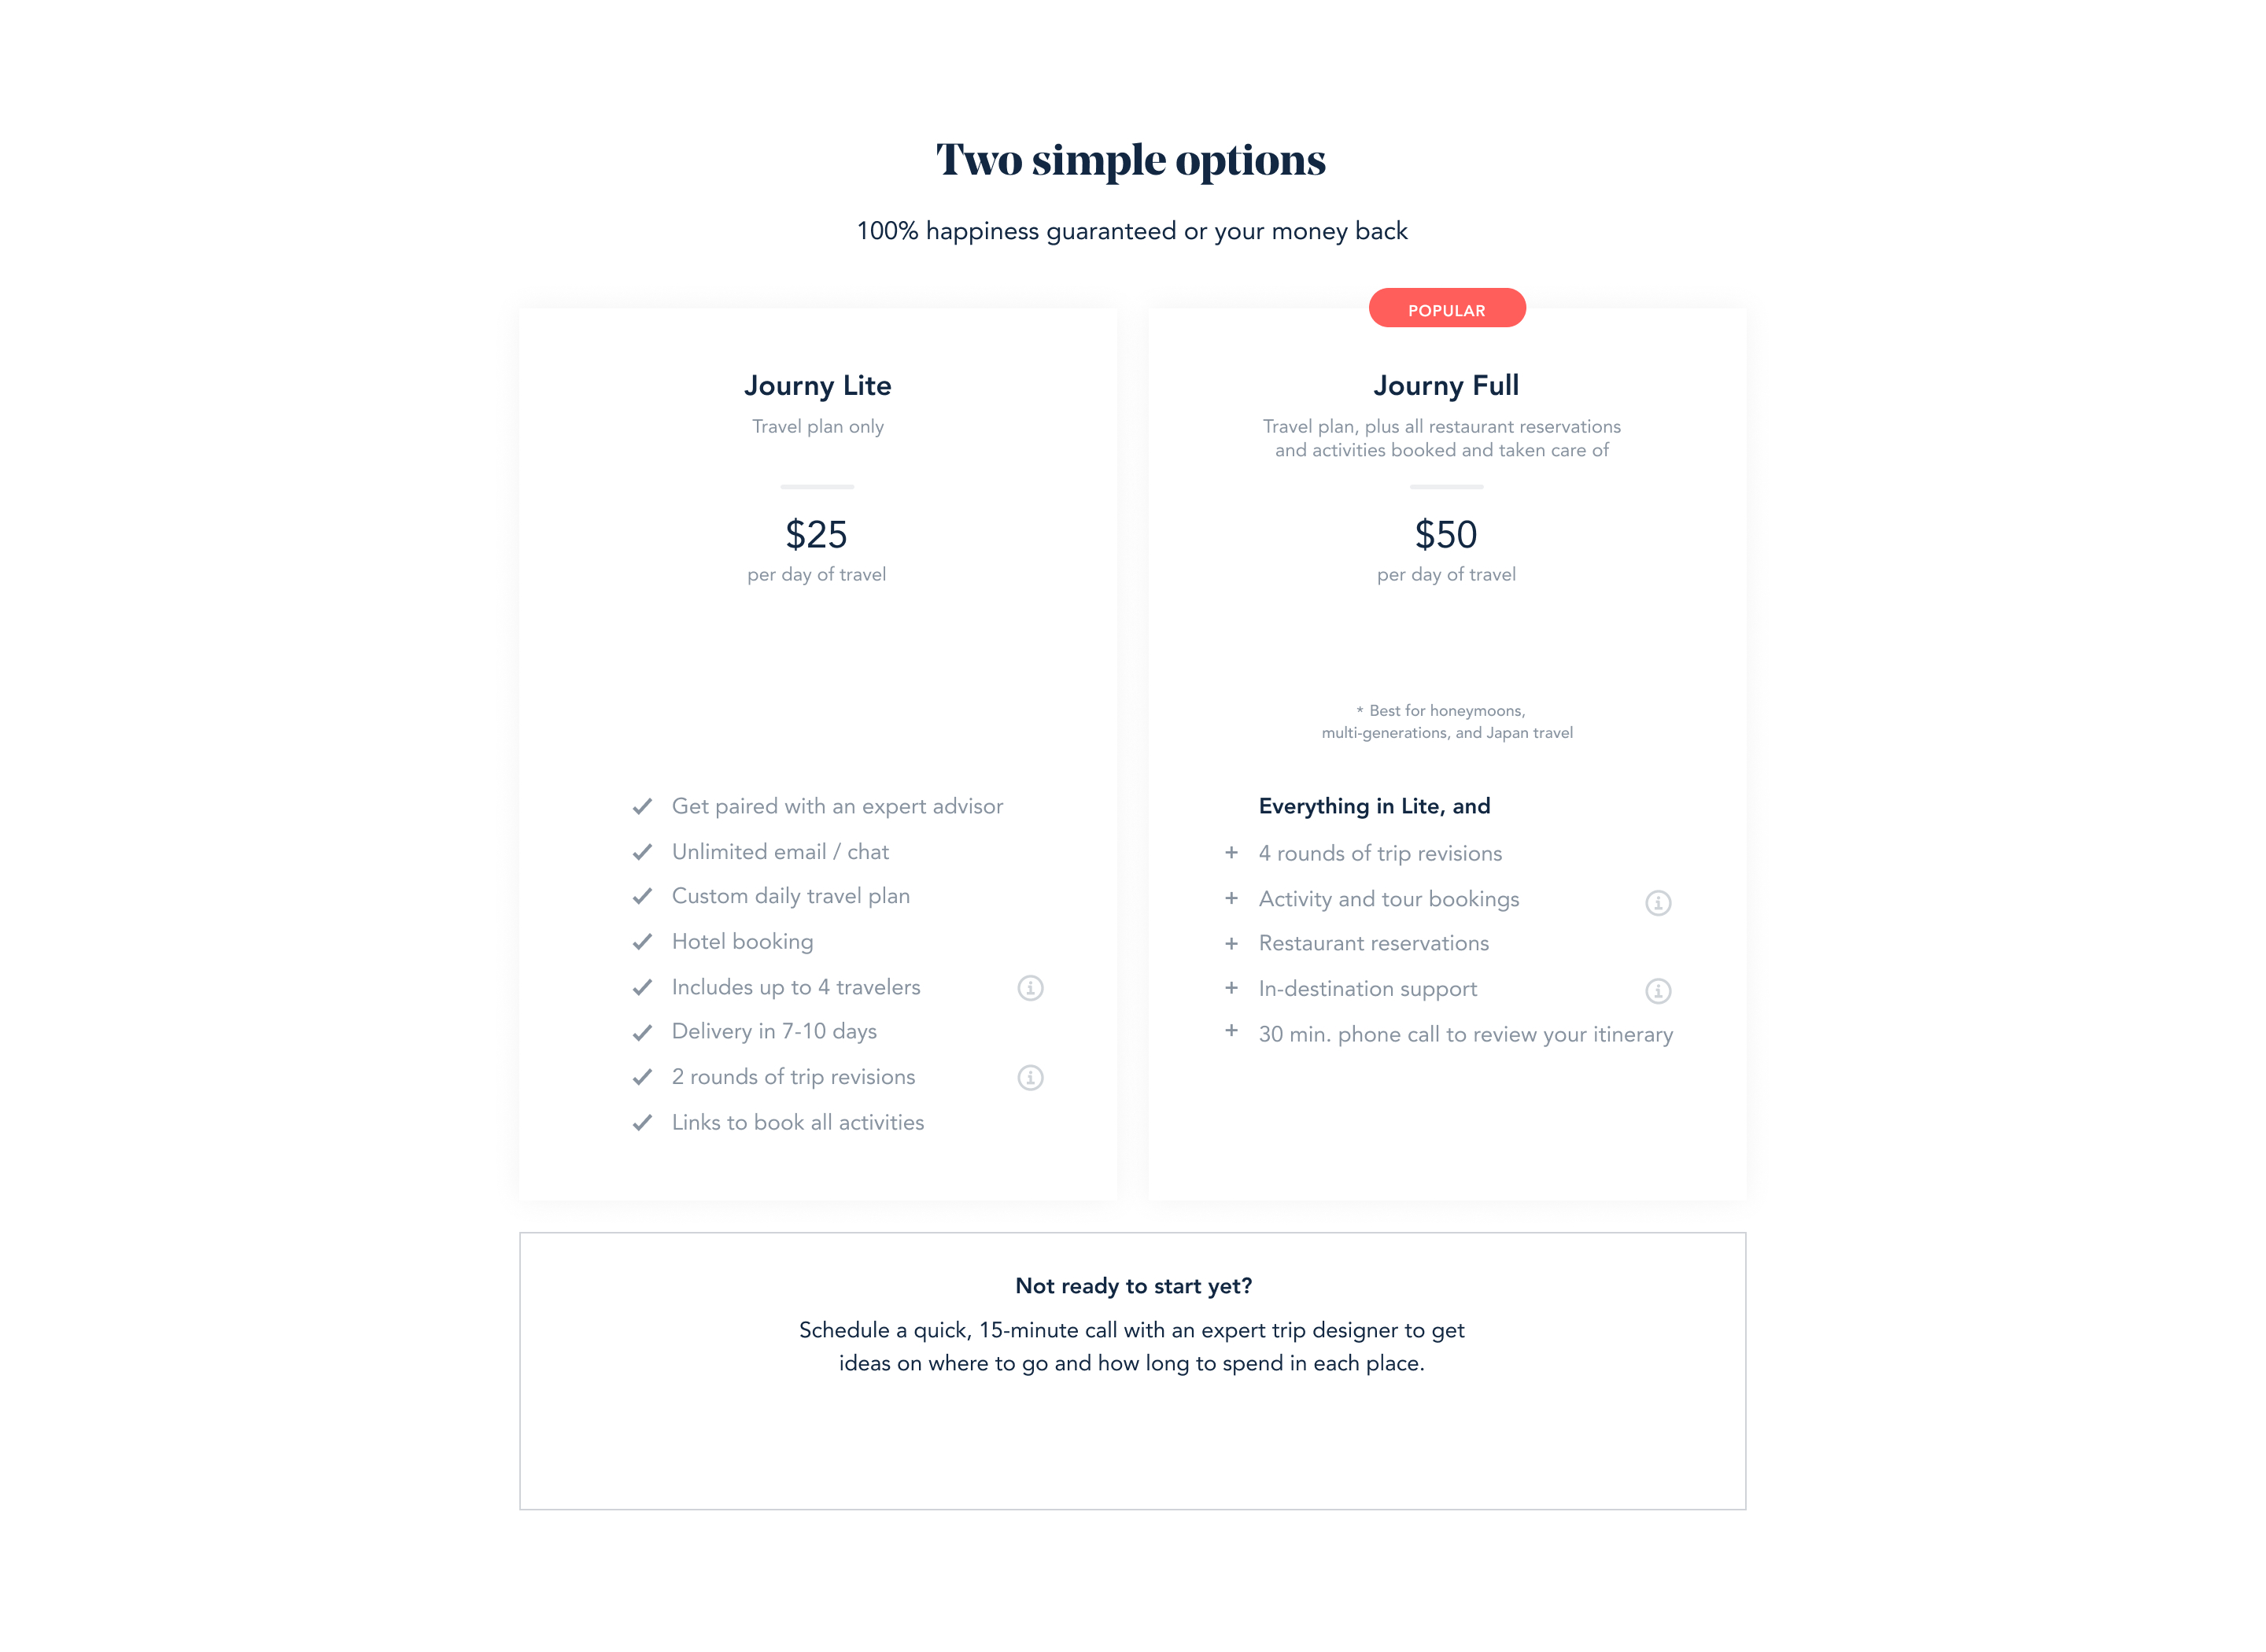 Two simple options
100% happiness guaranteed or your money back
Journy Lite
Travel plan only
$25
per day of travel
✓ Get paired with an expert advisor
✓ Unlimited email / chat
✓ Custom daily travel plan
✓ Hotel booking
✓ Includes up to 4 travelers
✓ Delivery in 7-10 days
✓ 2 rounds of trip revisions
✓ Links to book all activities
POPULAR
Journy Full
Travel plan, plus all restaurant reservations
and activities booked and taken care of
$50
per day of travel
* Best for honeymoons,
multi-generations, and Japan travel
Everything in Lite, and
+ 4 rounds of trip revisions
+ Activity and tour bookings
+ Restaurant reservations
+ In-destination support
+ 30 min. phone call to review your itinerary
Not ready to start yet?
Schedule a quick, 15-minute call with an expert trip designer to get
ideas on where to go and how long to spend in each place.